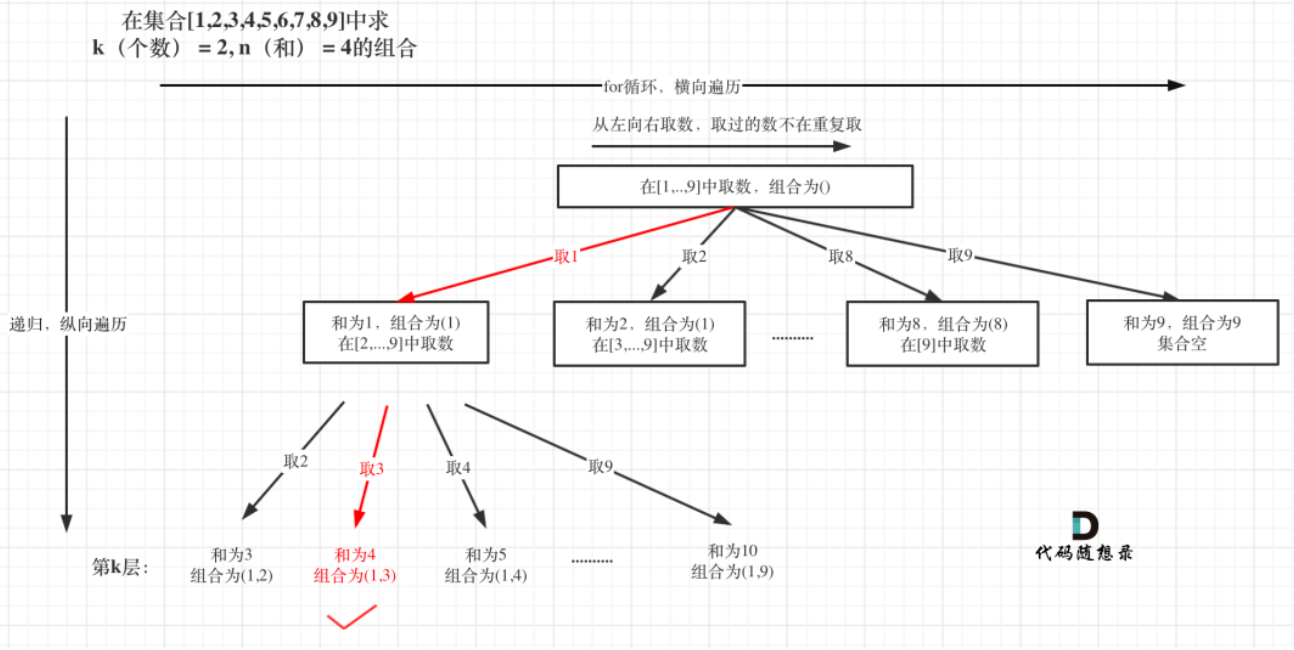 在集合[1,2,3,4,5,6,7,8,9]中求
k（个数）= 2, n（和）= 4的组合
for循环，横向遍历
从左向右取数，取过的数不在重复取
在[1,..,9]中取数，组合为()
取1
取2
取8
取9
递归，纵向遍历
和为1，组合为(1)
在[2,...,9]中取数
和为2，组合为(1)
在[3,...,9]中取数
..........
和为8，组合为(8)
在[9]中取数
和为9，组合为9
集合空
取2
取3
取4
取9
第k层：
和为3
组合为(1,2)
和为4
组合为(1,3)
和为5
组合为(1,4)
..........
和为10
组合为(1,9)
代码随想录